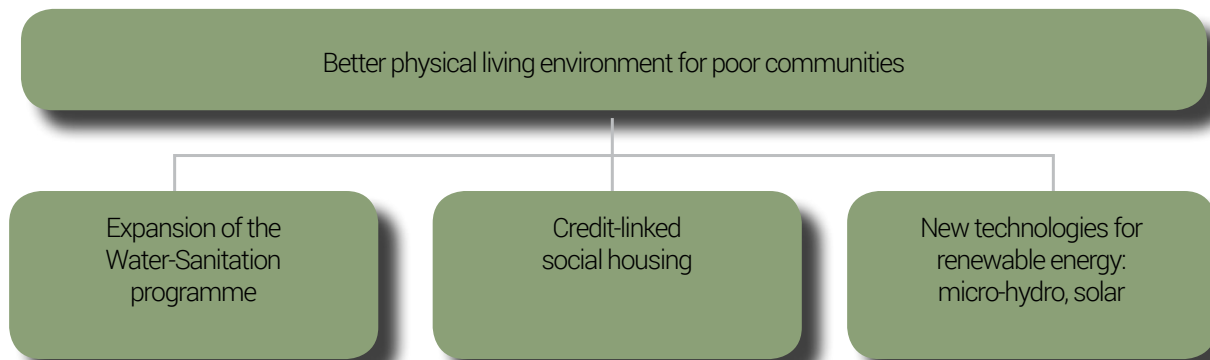 Better physical living environment for poor communities
Expansion of the
Water-Sanitation
programme
Credit-linked
social housing
New technologies for
renewable energy:
micro-hydro, solar